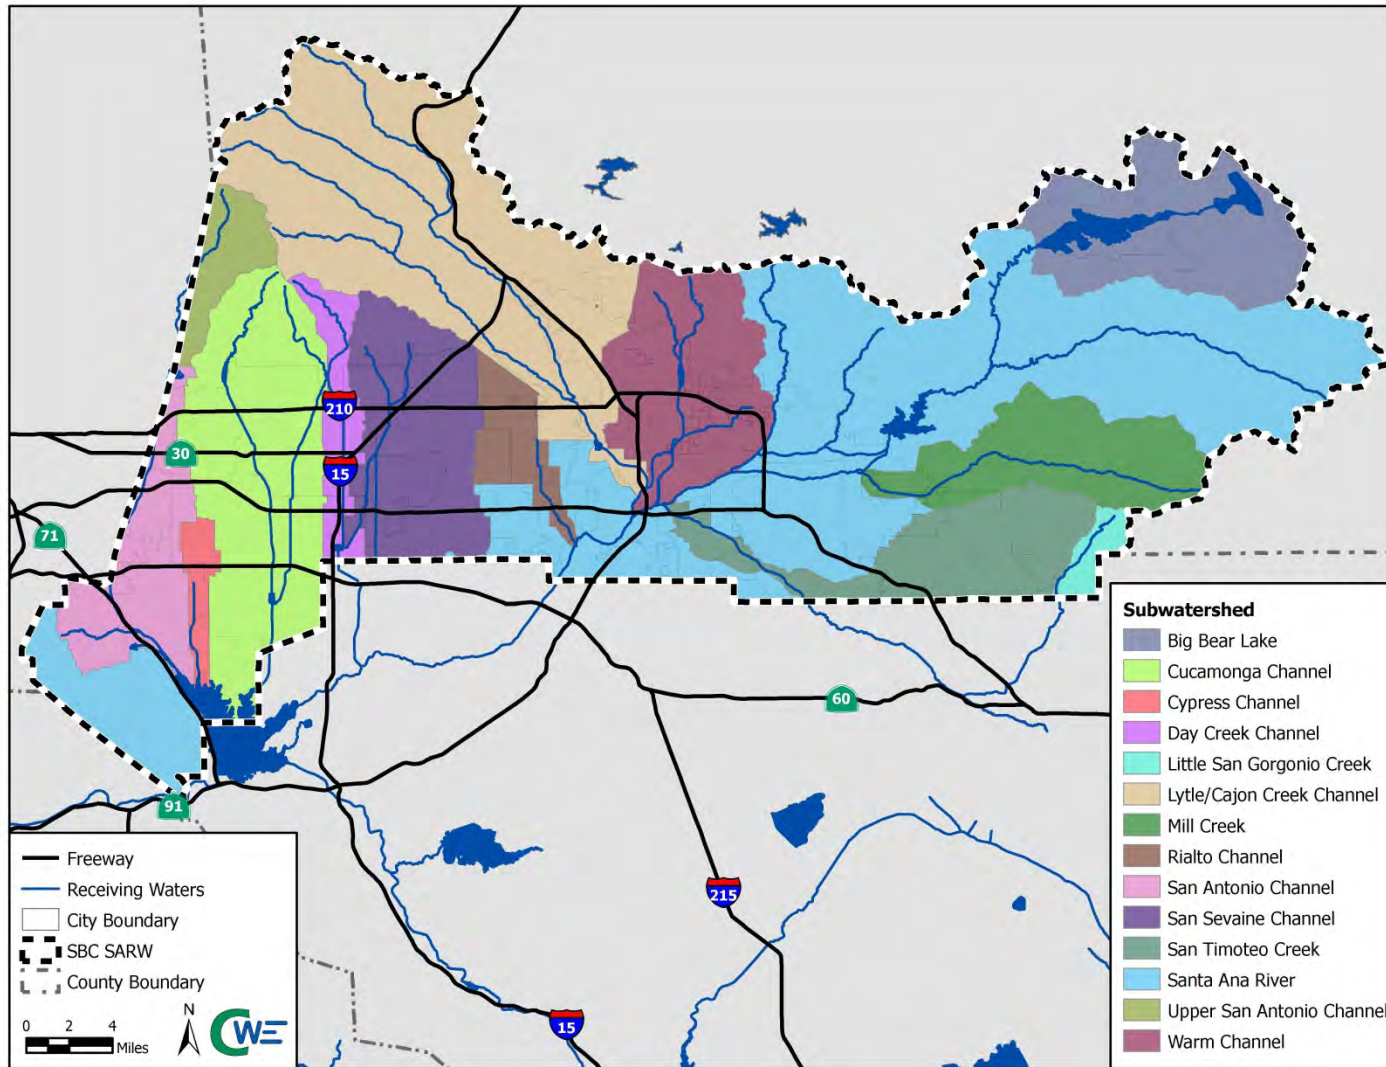 210
30
15
71
60
91
215
15
Subwatershed
Big Bear Lake
Cucamonga Channel
Cypress Channel
Day Creek Channel
Little San Gorgonio Creek
Lytle/Cajon Creek Channel
Mill Creek
Rialto Channel
San Antonio Channel
San Sevaine Channel
San Timoteo Creek
Santa Ana River
Upper San Antonio Channel
Warm Channel
Freeway
Receiving Waters
City Boundary
SBC SARW
County Boundary
0 2 4
Miles
N
CWE